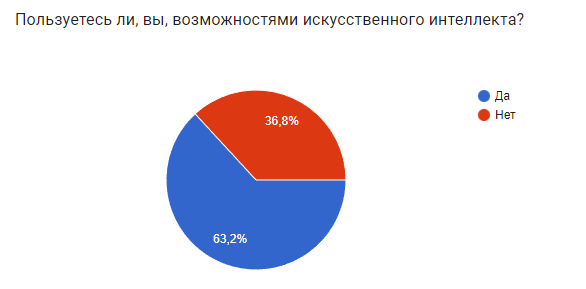 Пользуетесь ли, вы, возможностями искусственного интеллекта?
Да
Нет
36,8%
63,2%